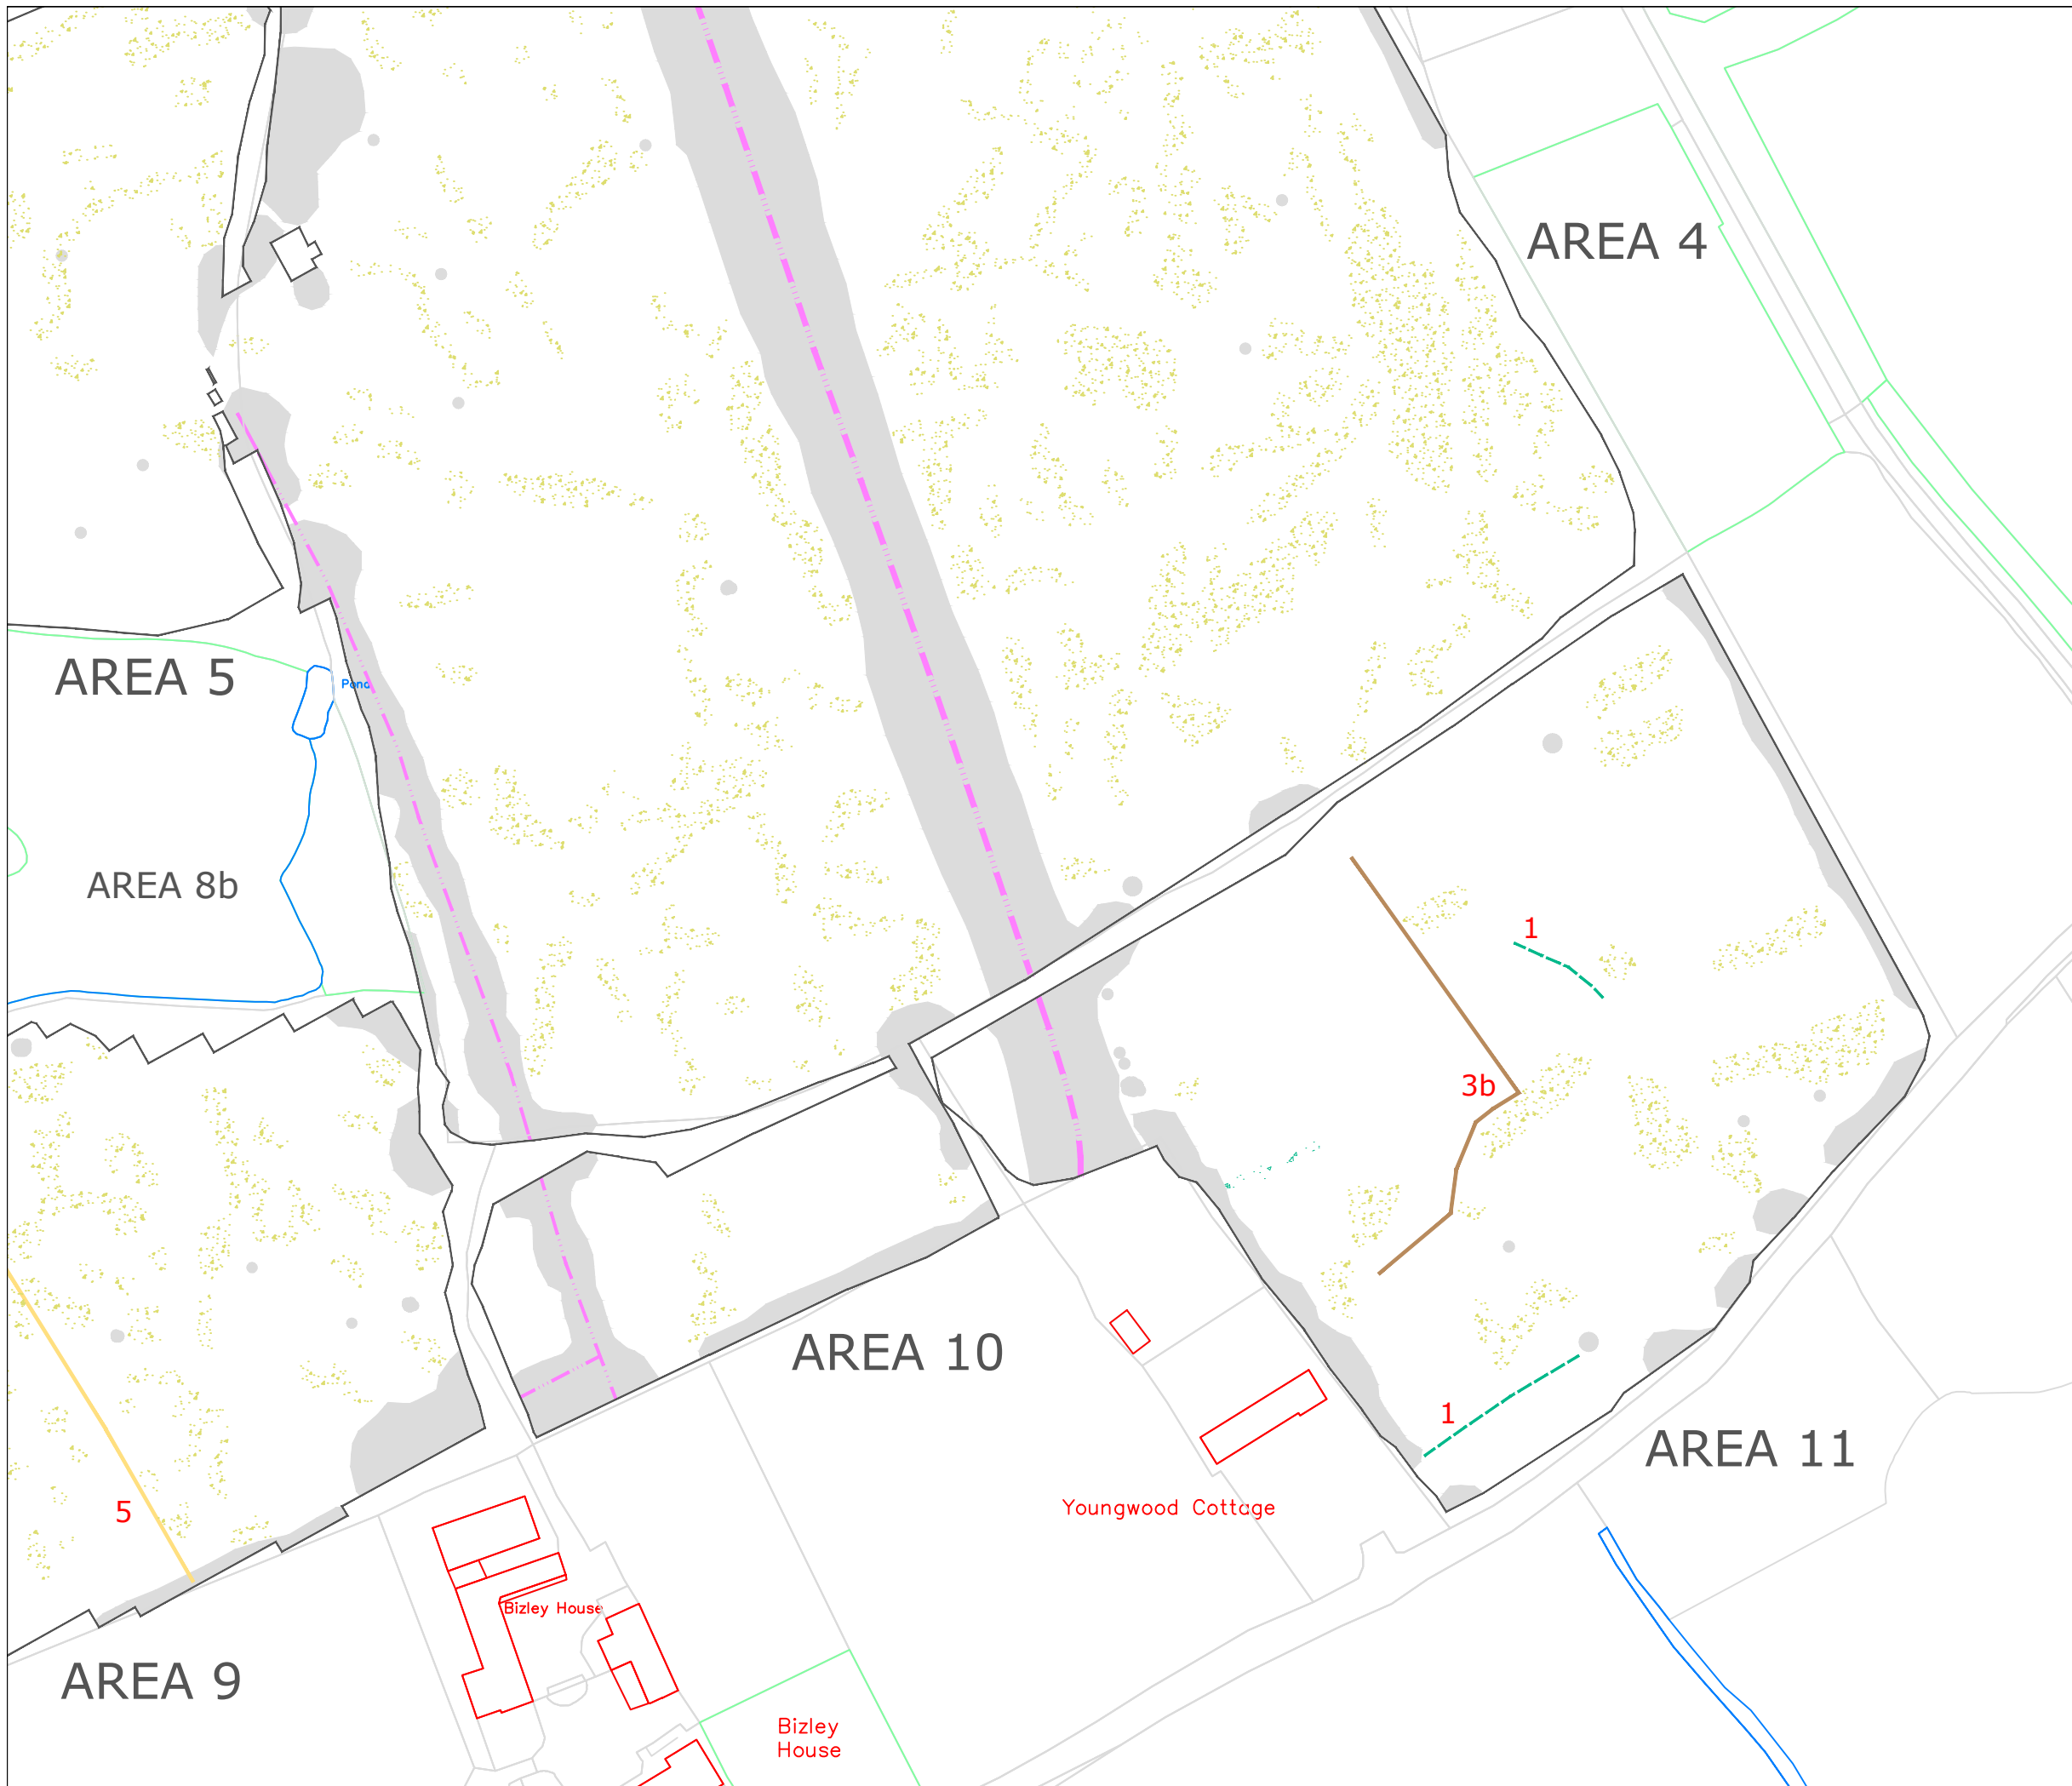 AREA 4
AREA 5
Pond
AREA 8b
1
3b
AREA 10
1
AREA 11
5
Youngwood Cottage
Bizley House
AREA 9
Bizley
House